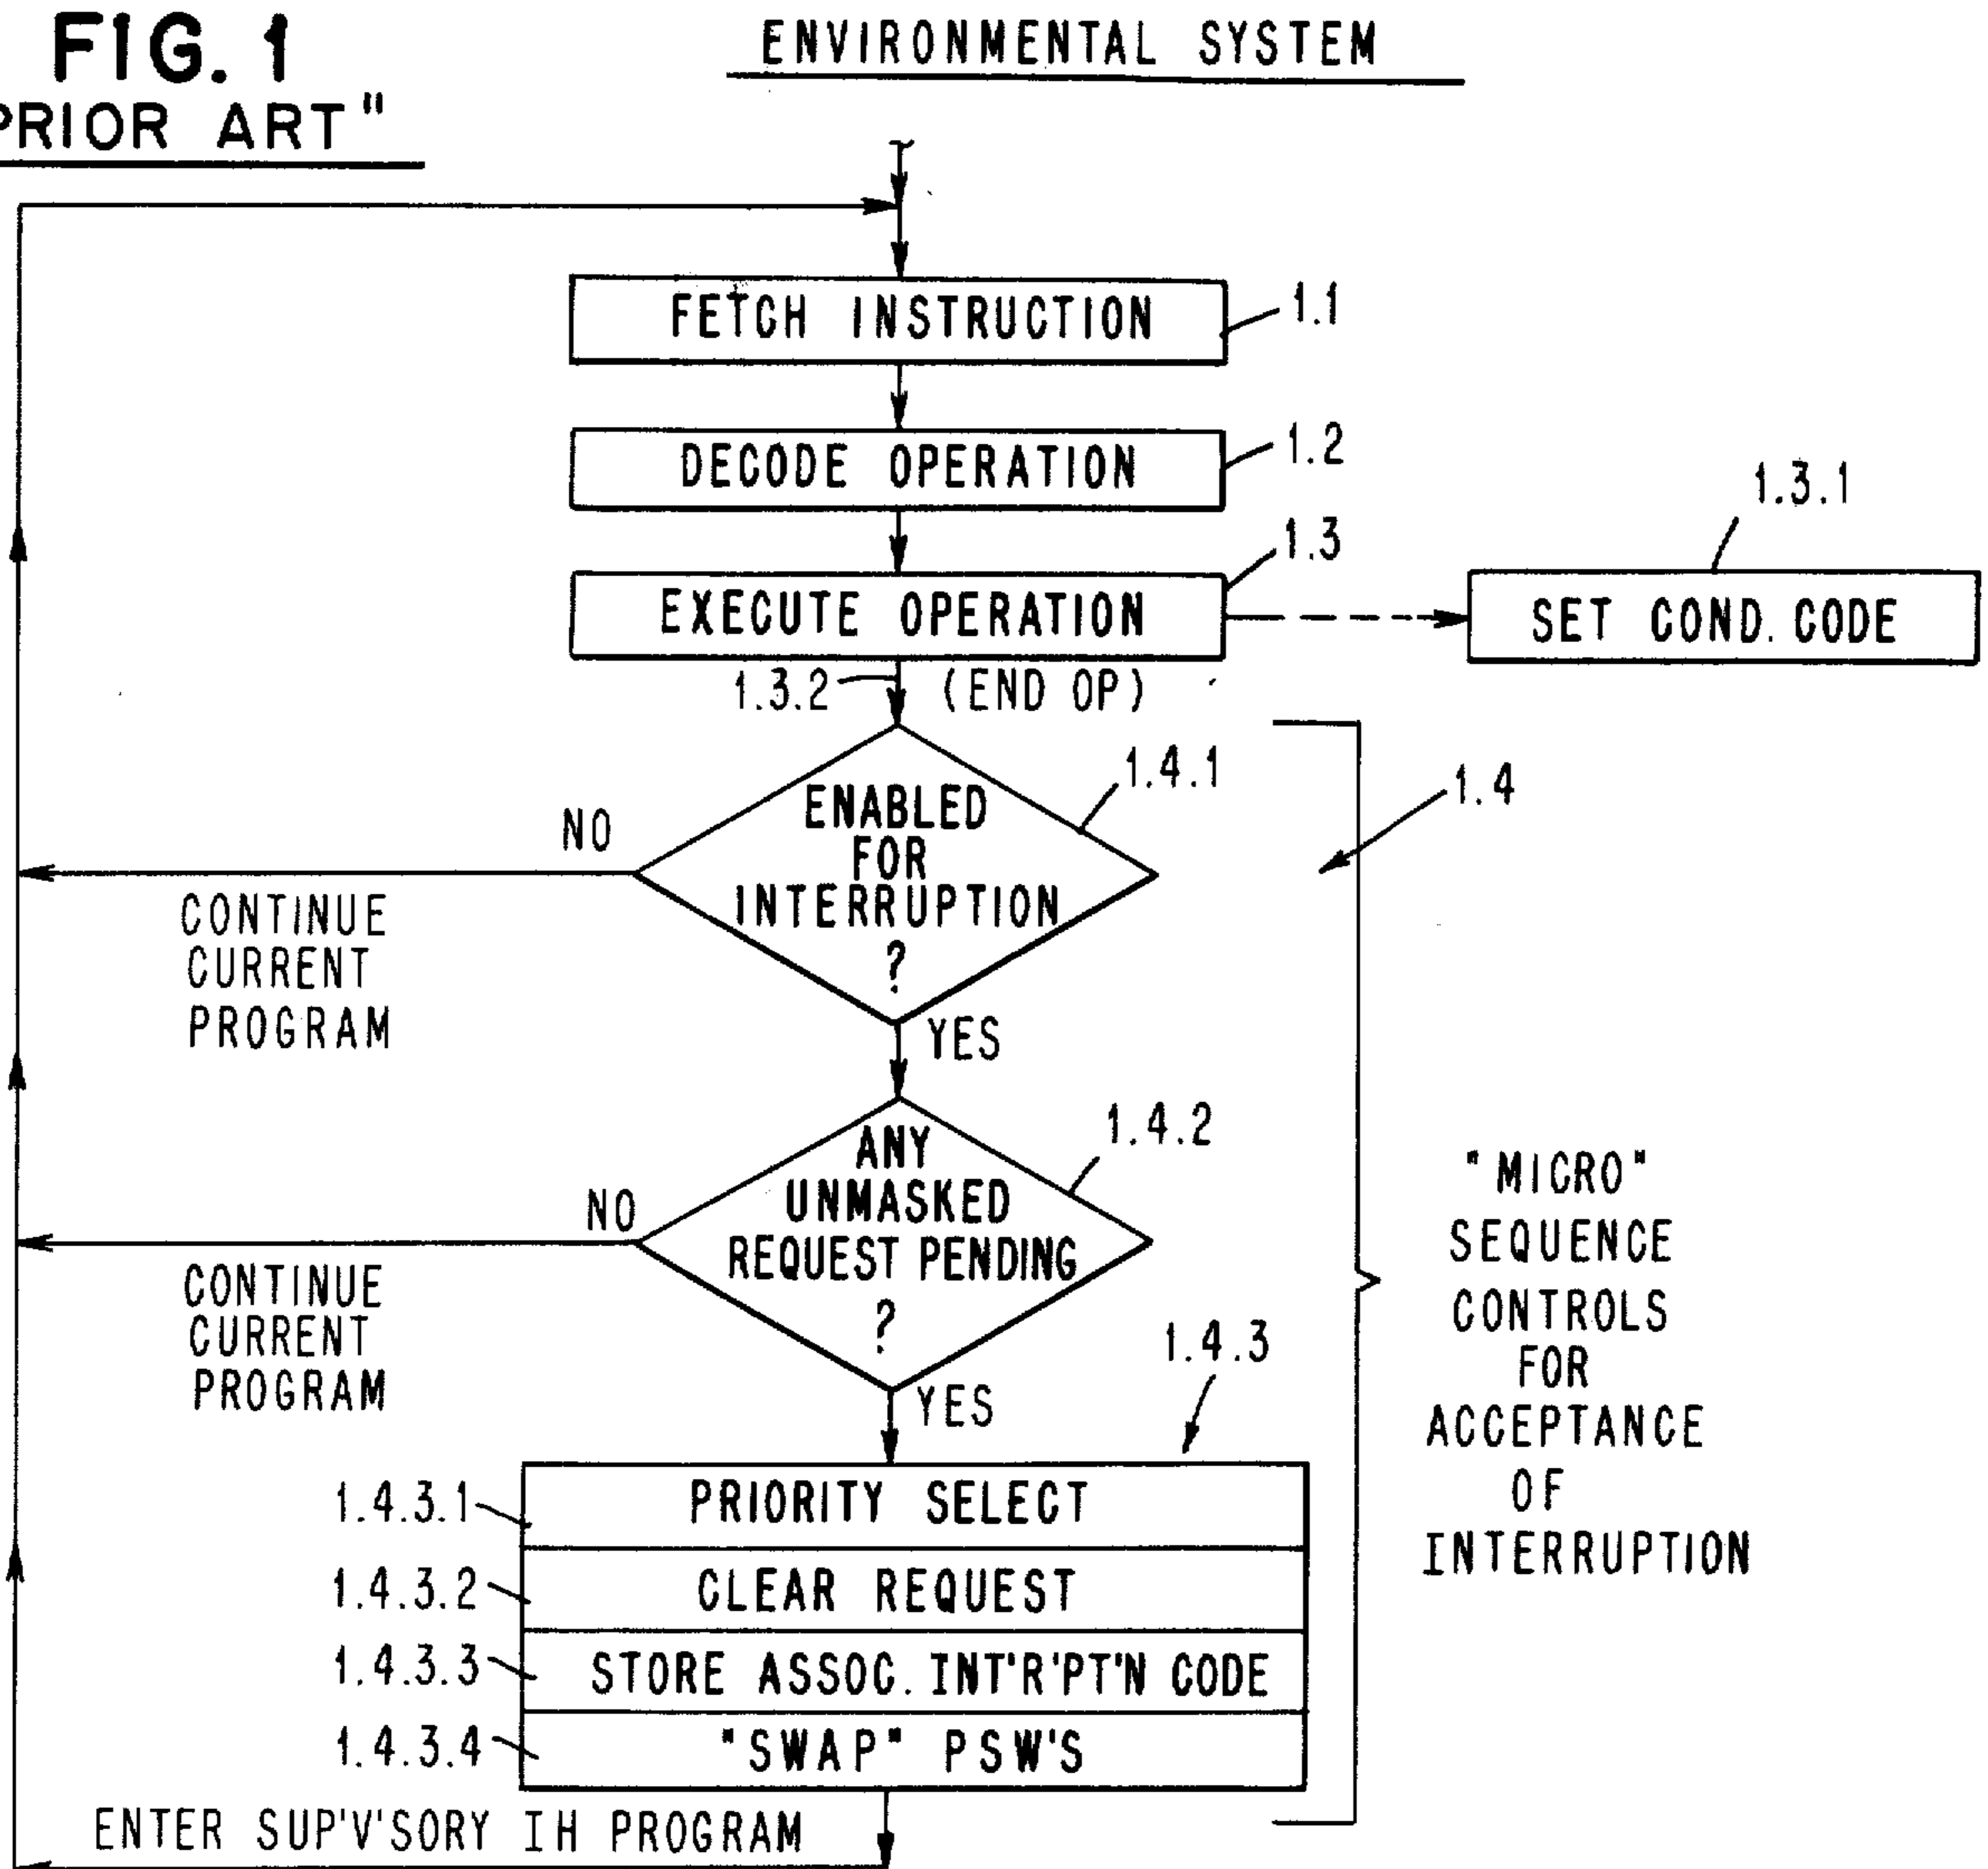 FIG. 1
PRIOR ART"
ENVIRONMENTAL SYSTEM
FETCH INSTRUCTION
1.1
DECODE OPERATION
1.2
EXECUTE OPERATION
1.3
1.3.1
SET COND. CODE
1.3.2
(END OP)
ENABLED
FOR
INTERRUPTION
?
1.4.1
1.4
NO
CONTINUE
CURRENT
PROGRAM
YES
ANY
UNMASKED
REQUEST PENDING
?
1.4.2
NO
CONTINUE
CURRENT
PROGRAM
YES
1.4.3
"MICRO"
SEQUENCE
CONTROLS
FOR
ACCEPTANCE
OF
INTERRUPTION
1.4.3.1
PRIORITY SELECT
1.4.3.2
CLEAR REQUEST
1.4.3.3
STORE ASSOC. INT'R'PT'N CODE
1.4.3.4
"SWAP" PSW'S
ENTER SUP'V'SORY IH PROGRAM